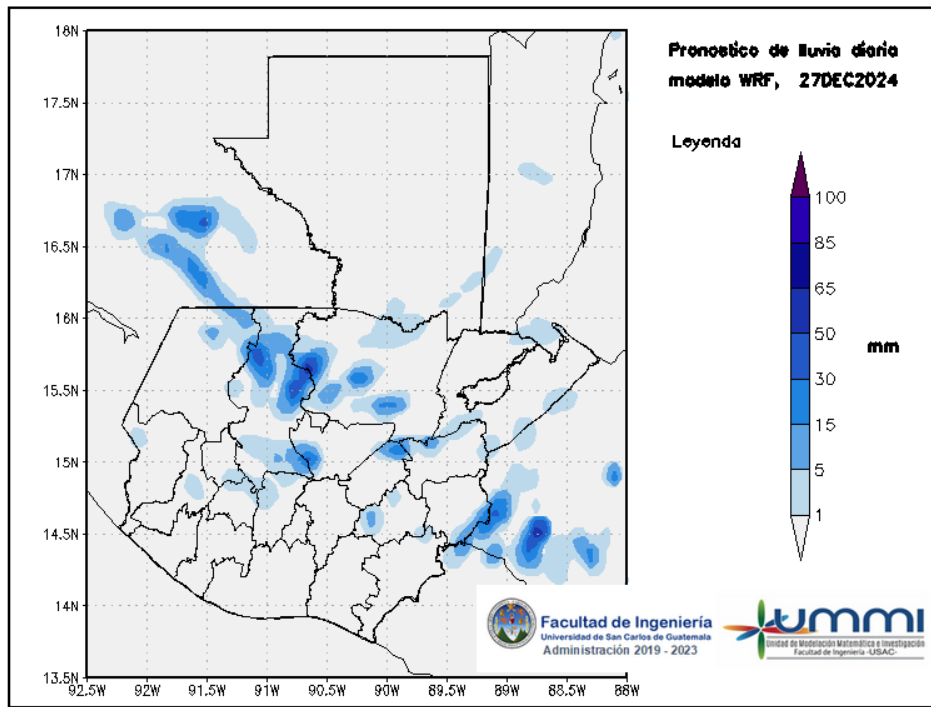 Pronostico de lluvia diaria
modelo WRF, 27DEC2024
Leyenda
100
85
65
50
30
15
5
1
mm
18N
17.5N
17N
16.5N
16N
15.5N
15N
14.5N
14N
13.5N
92.5W 92W 91.5W 91W 90.5W 90W 89.5W 89W 88.5W 88W
Facultad de Ingeniería
Universidad de San Carlos de Guatemala
Administración 2019 - 2023
ummi
Unidad de Modelación Matemática e Investigación
Facultad de Ingeniería -USAC-